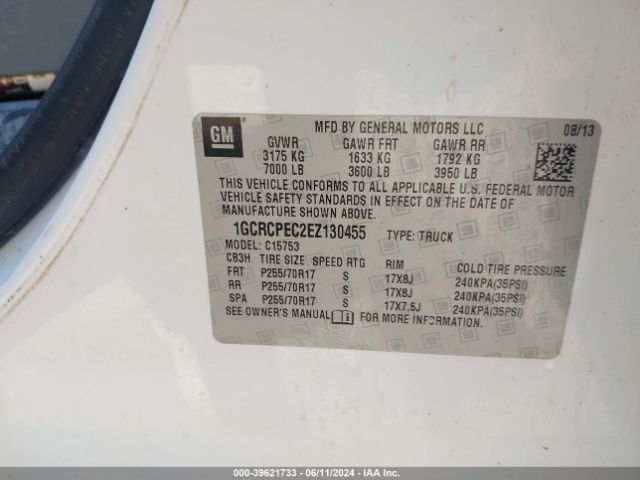 GM
MFD BY GENERAL MOTORS LLC 08/13
GVWR GAWR FRT GAWR RR
3175 KG 1633 KG 1792 KG
7000 LB 3600 LB 3950 LB
THIS VEHICLE CONFORMS TO ALL APPLICABLE U.S. FEDERAL MOTOR
VEHICLE SAFETY STANDARDS IN EFFECT ON THE DATE OF
MANUFACTURE SHOWN ABOVE.
1GCRCPEC2EZ130455 TYPE: TRUCK
MODEL: C15753
CB3H TIRE SIZE SPEED RTG RIM COLD TIRE PRESSURE
FRT P255/70R17 S 17X8J 240KPA(35PSI)
RR P255/70R17 S 17X8J 240KPA(35PSI)
SPA P255/70R17 S 17X7.5J 240KPA(35PSI)
SEE OWNER'S MANUAL FOR MORE INFORMATION.
000-39621733 - 06/11/2024 - IAA Inc.